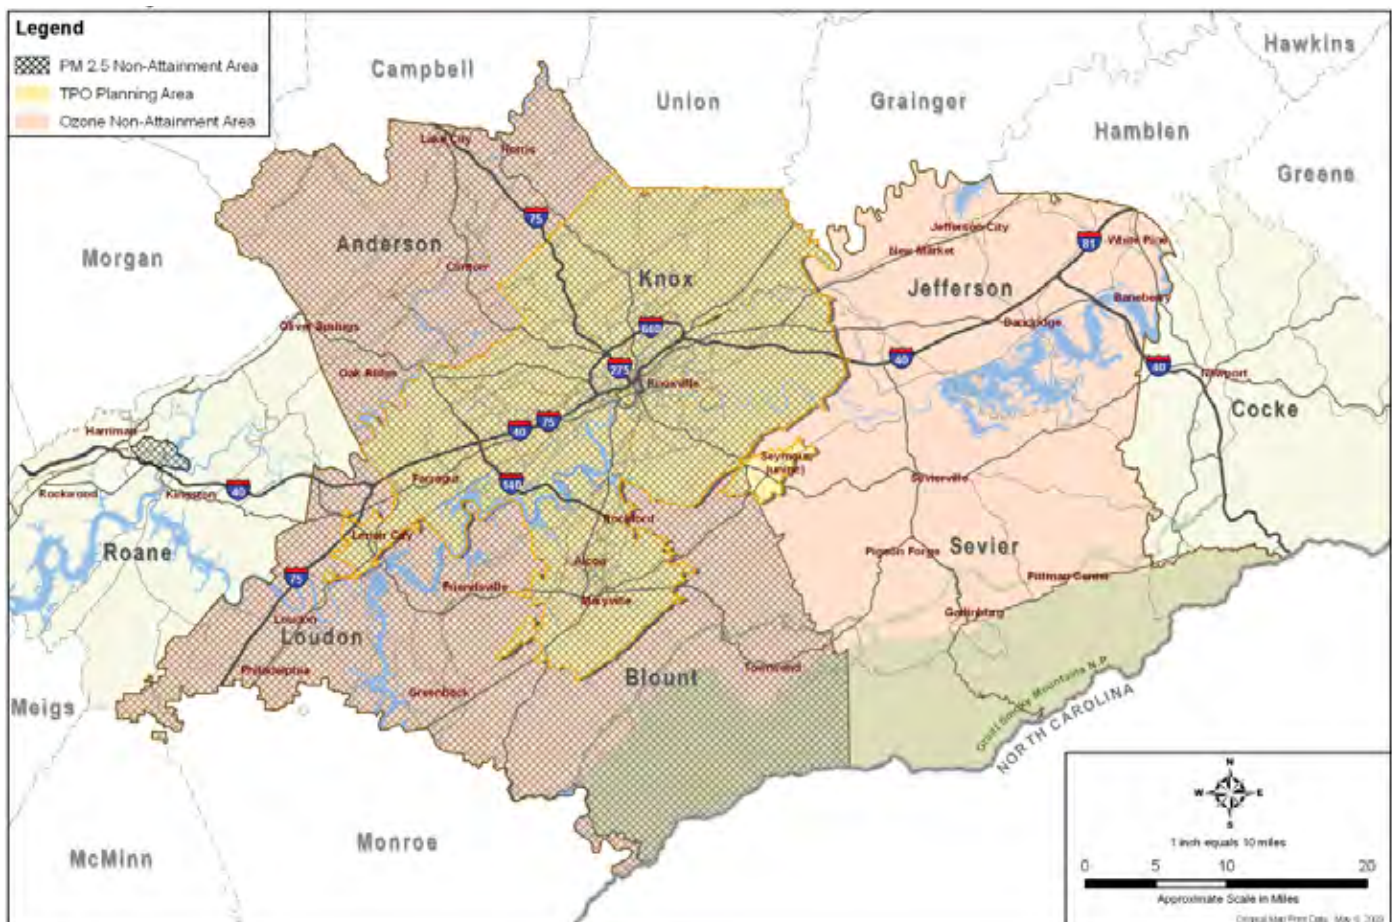 Legend
PM 2.5 Non-Attainment Area
TPO Planning Area
Ozone Non-Attainment Area
Hawkins
Campbell
Union
Grainger
Hamblen
Greene
Lake City
Norris
75
Anderson
Morgan
Clinton
Knox
Jefferson City
New Market
81
White Pine
Jefferson
Baneberry
Dandridge
Oliver Springs
640
275
40
40
Oak Ridge
Knoxville
Newport
Cocke
40
75
Harriman
Seymour
(uninc)
Farragut
140
Rockwood
Kingston
40
Sevierville
Rockford
Lenoir City
Roane
Alcoa
Pigeon Forge
Sevier
75
Friendsville
Maryville
Pittman Center
Gatlinburg
Loudon
Loudon
Philadelphia
Greenback
Blount
Townsend
Great Smoky Mountains N.P.
NORTH CAROLINA
Meigs
McMinn
Monroe
N
W E
S
1 inch equals 10 miles
0 5 10 20
Approximate Scale in Miles